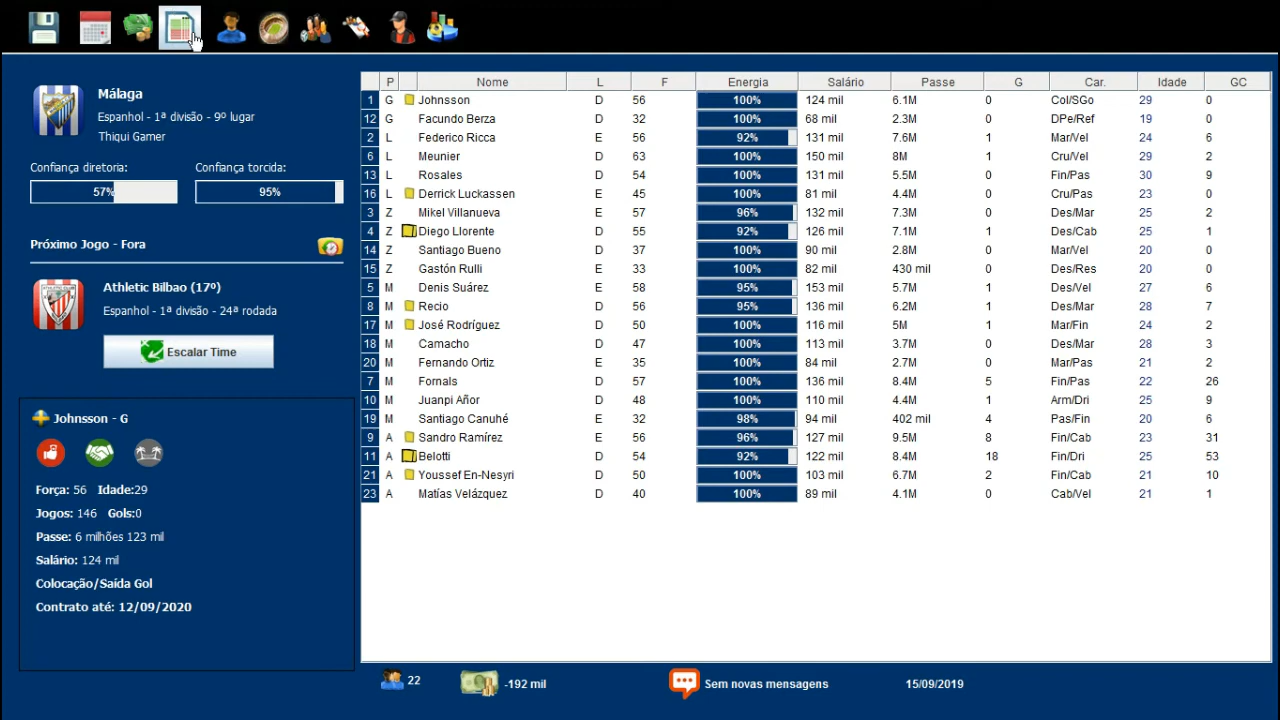 Málaga
Espanhol - 1ª divisão - 9º lugar
Thiqui Gamer
Confiança diretoria: Confiança torcida:
57% 95%
Próximo Jogo - Fora
Athletic Bilbao (17º)
Espanhol - 1ª divisão - 24ª rodada
Escalar Time
Johnsson - G
Força: 56 Idade:29
Jogos: 146 Gols:0
Passe: 6 milhões 123 mil
Salário: 124 mil
Colocação/Saída Gol
Contrato até: 12/09/2020
P Nome L F Energia Salário Passe G Car. Idade GC
1 G Johnsson D 56 100% 124 mil 6.1M 0 Col/SGo 29 0
12 G Facundo Berza D 32 100% 68 mil 2.3M 0 DPe/Ref 19 0
2 L Federico Ricca E 56 92% 131 mil 7.6M 1 Mar/Vel 24 6
6 L Meunier D 63 100% 150 mil 8M 1 Cru/Vel 29 2
13 L Rosales D 54 100% 131 mil 5.5M 0 Fin/Pas 30 9
16 L Derrick Luckassen E 45 100% 81 mil 4.4M 0 Cru/Pas 23 0
3 Z Mikel Villanueva E 57 96% 132 mil 7.3M 0 Des/Mar 25 2
4 Z Diego Llorente D 55 92% 126 mil 7.1M 1 Des/Cab 25 1
14 Z Santiago Bueno D 37 100% 90 mil 2.8M 0 Mar/Vel 20 0
15 Z Gastón Rulli E 33 100% 82 mil 430 mil 0 Des/Res 20 0
5 M Denis Suárez E 58 95% 153 mil 5.7M 1 Des/Vel 27 6
8 M Recio D 56 95% 136 mil 6.2M 1 Des/Mar 28 7
17 M José Rodríguez D 50 100% 116 mil 5M 1 Mar/Fin 24 2
18 M Camacho D 47 100% 113 mil 3.7M 0 Des/Mar 28 3
20 M Fernando Ortiz E 35 100% 84 mil 2.7M 0 Mar/Pas 21 2
7 M Fornals D 57 100% 136 mil 8.4M 5 Fin/Pas 22 26
10 M Juanpi Añor D 48 100% 110 mil 4.4M 1 Arm/Dri 25 9
19 M Santiago Canuhé E 32 98% 94 mil 402 mil 4 Pas/Fin 20 6
9 A Sandro Ramírez E 56 96% 127 mil 9.5M 8 Fin/Cab 23 31
11 A Belotti D 54 92% 122 mil 8.4M 18 Fin/Dri 25 53
21 A Youssef En-Nesyri D 50 100% 103 mil 6.7M 2 Fin/Cab 21 10
23 A Matías Velázquez D 40 100% 89 mil 4.1M 0 Cab/Vel 21 1
22 -192 mil Sem novas mensagens 15/09/2019